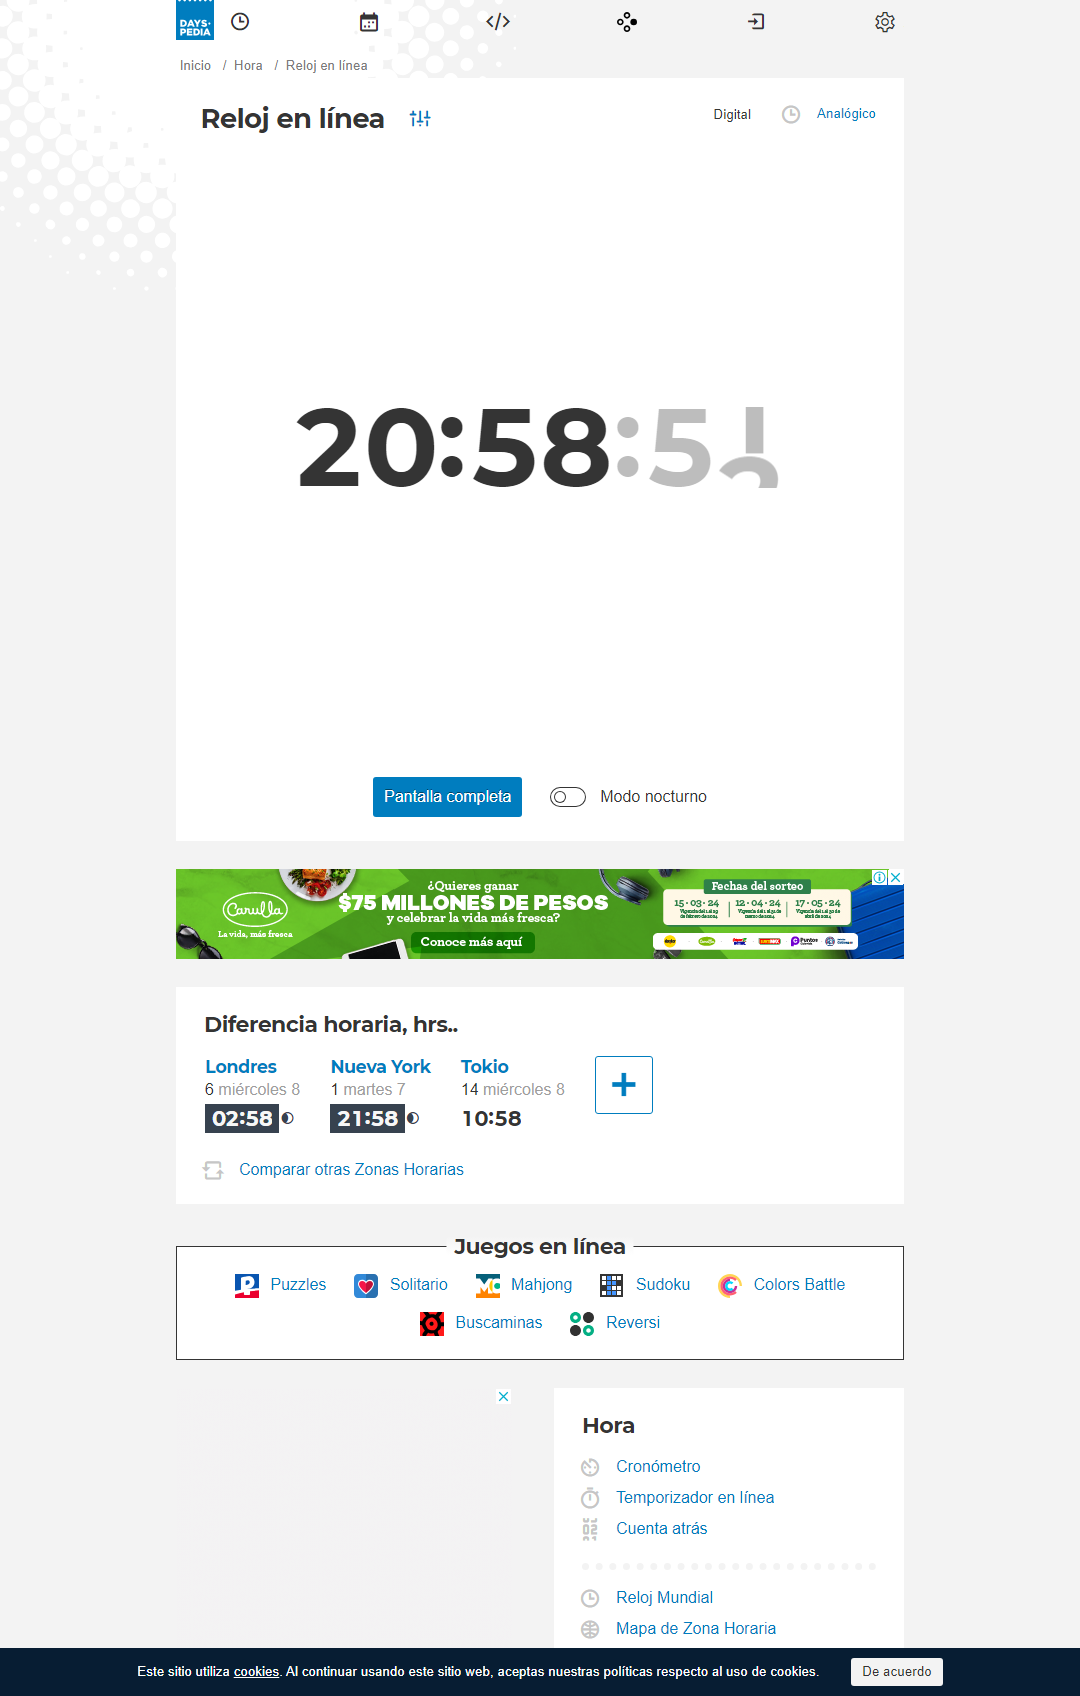 DAYS·
PEDIA
Inicio / Hora / Reloj en línea
Reloj en línea
Digital
Analógico
20:58:5
Pantalla completa
Modo nocturno
Carulla
La vida, más fresca
¿Quieres ganar
$75 MILLONES DE PESOS
y celebrar la vida más fresca?
Conoce más aquí
Fechas del sorteo
15·03·24 12·04·24 17·05·24
Diferencia horaria, hrs..
Londres
6 miércoles 8
02:58
Nueva York
1 martes 7
21:58
Tokio
14 miércoles 8
10:58
Comparar otras Zonas Horarias
Juegos en línea
Puzzles Solitario Mahjong Sudoku Colors Battle
Buscaminas Reversi
Hora
Cronómetro
Temporizador en línea
Cuenta atrás
Reloj Mundial
Mapa de Zona Horaria
Este sitio utiliza cookies. Al continuar usando este sitio web, aceptas nuestras políticas respecto al uso de cookies.
De acuerdo